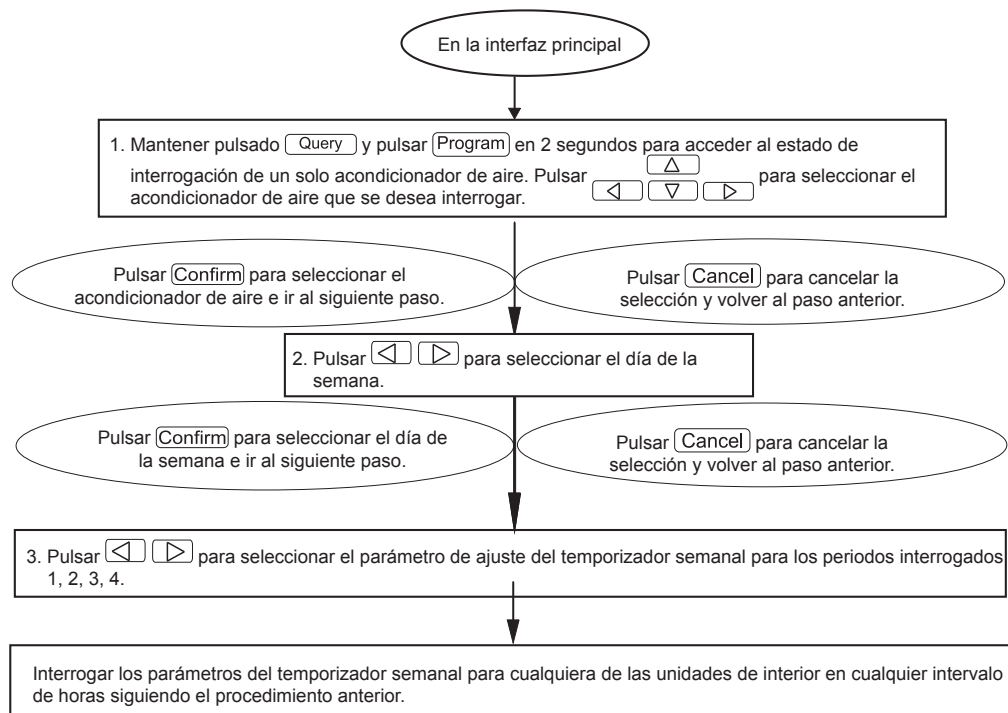 En la interfaz principal
1. Mantener pulsado Query y pulsar Program en 2 segundos para acceder al estado de
interrogación de un solo acondicionador de aire. Pulsar para seleccionar el
acondicionador de aire que se desea interrogar.
Pulsar Confirm para seleccionar el
acondicionador de aire e ir al siguiente paso.
Pulsar Cancel para cancelar la
selección y volver al paso anterior.
2. Pulsar para seleccionar el día de la
semana.
Pulsar Confirm para seleccionar el día de
la semana e ir al siguiente paso.
Pulsar Cancel para cancelar la
selección y volver al paso anterior.
3. Pulsar para seleccionar el parámetro de ajuste del temporizador semanal para los periodos interrogados
1, 2, 3, 4.
Interrogar los parámetros del temporizador semanal para cualquiera de las unidades de interior en cualquier intervalo
de horas siguiendo el procedimiento anterior.